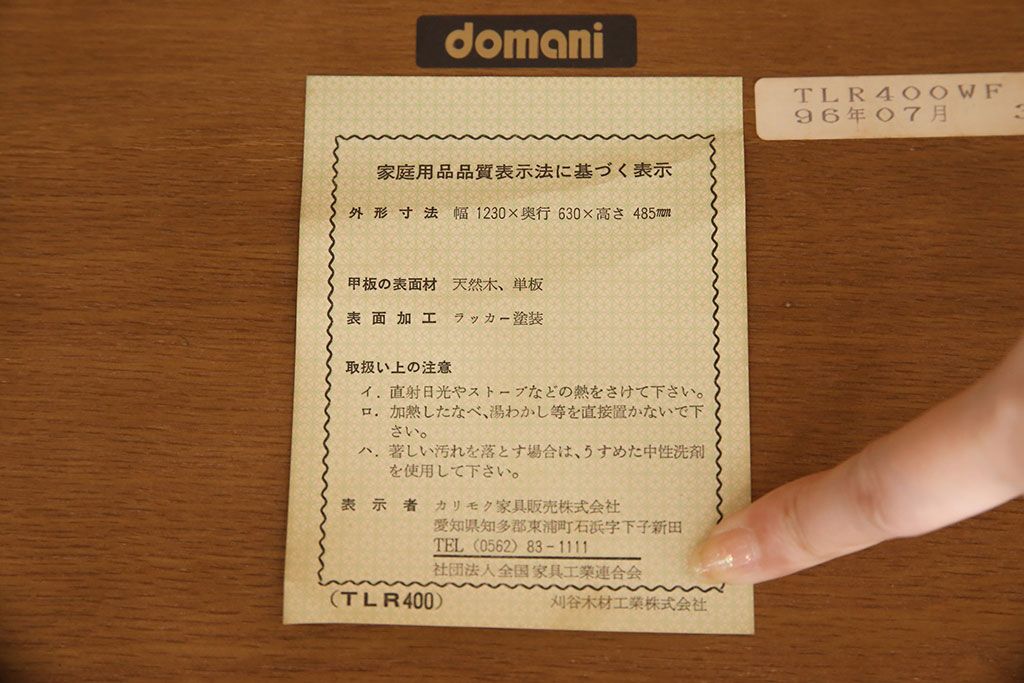 domani
TLR400WF
96年07月 3
家庭用品品質表示法に基づく表示
外形寸法 幅 1230×奥行 630×高さ 485㎜
甲板の表面材 天然木、単板
表面加工 ラッカー塗装
取扱い上の注意
イ. 直射日光やストーブなどの熱をさけて下さい。
ロ. 加熱したなべ、湯わかし等を直接置かないで下
さい。
ハ. 著しい汚れを落とす場合は、うすめた中性洗剤
を使用して下さい。
表示者 カリモク家具販売株式会社
愛知県知多郡東浦町石浜字下子新田
TEL (0562) 83-1111
社団法人全国家具工業連合会
(TLR400) 刈谷木材工業株式会社